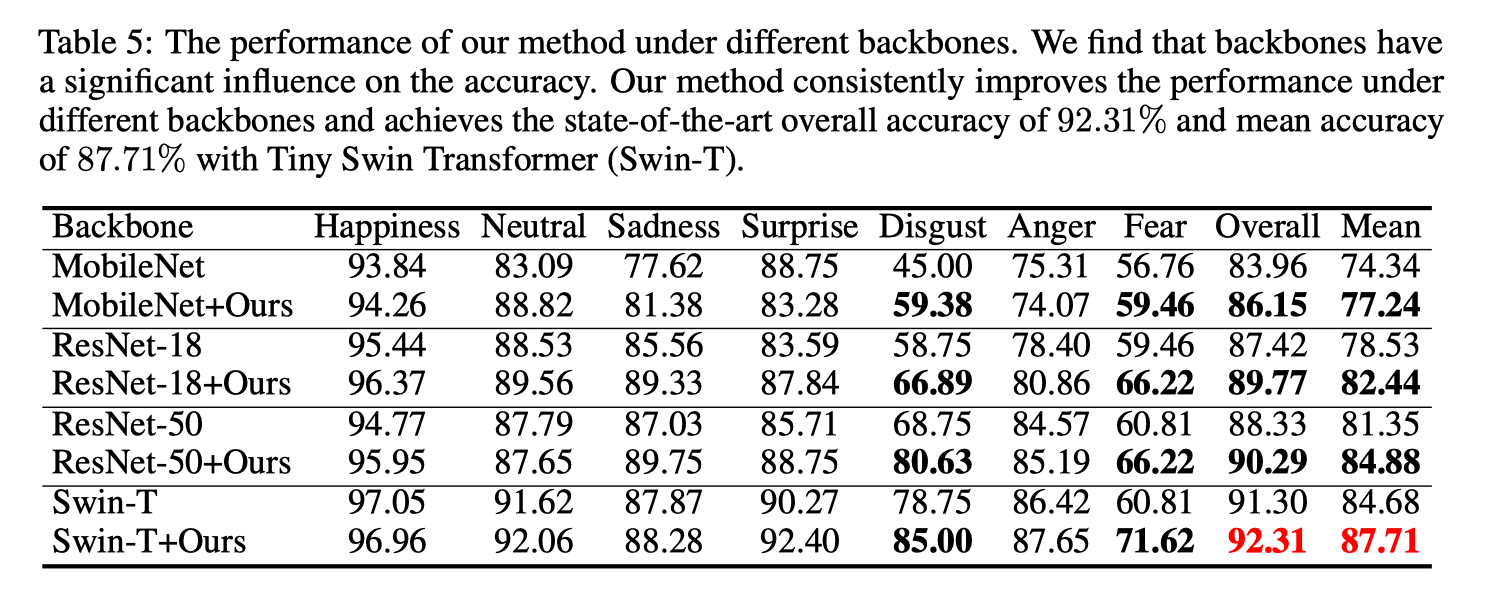 Table 5: The performance of our method under different backbones. We find that backbones have
a significant influence on the accuracy. Our method consistently improves the performance under
different backbones and achieves the state-of-the-art overall accuracy of 92.31% and mean accuracy
of 87.71% with Tiny Swin Transformer (Swin-T).
Backbone Happiness Neutral Sadness Surprise Disgust Anger Fear Overall Mean
MobileNet 93.84 83.09 77.62 88.75 45.00 75.31 56.76 83.96 74.34
MobileNet+Ours 94.26 88.82 81.38 83.28 59.38 74.07 59.46 86.15 77.24
ResNet-18 95.44 88.53 85.56 83.59 58.75 78.40 59.46 87.42 78.53
ResNet-18+Ours 96.37 89.56 89.33 87.84 66.89 80.86 66.22 89.77 82.44
ResNet-50 94.77 87.79 87.03 85.71 68.75 84.57 60.81 88.33 81.35
ResNet-50+Ours 95.95 87.65 89.75 88.75 80.63 85.19 66.22 90.29 84.88
Swin-T 97.05 91.62 87.87 90.27 78.75 86.42 60.81 91.30 84.68
Swin-T+Ours 96.96 92.06 88.28 92.40 85.00 87.65 71.62 92.31 87.71